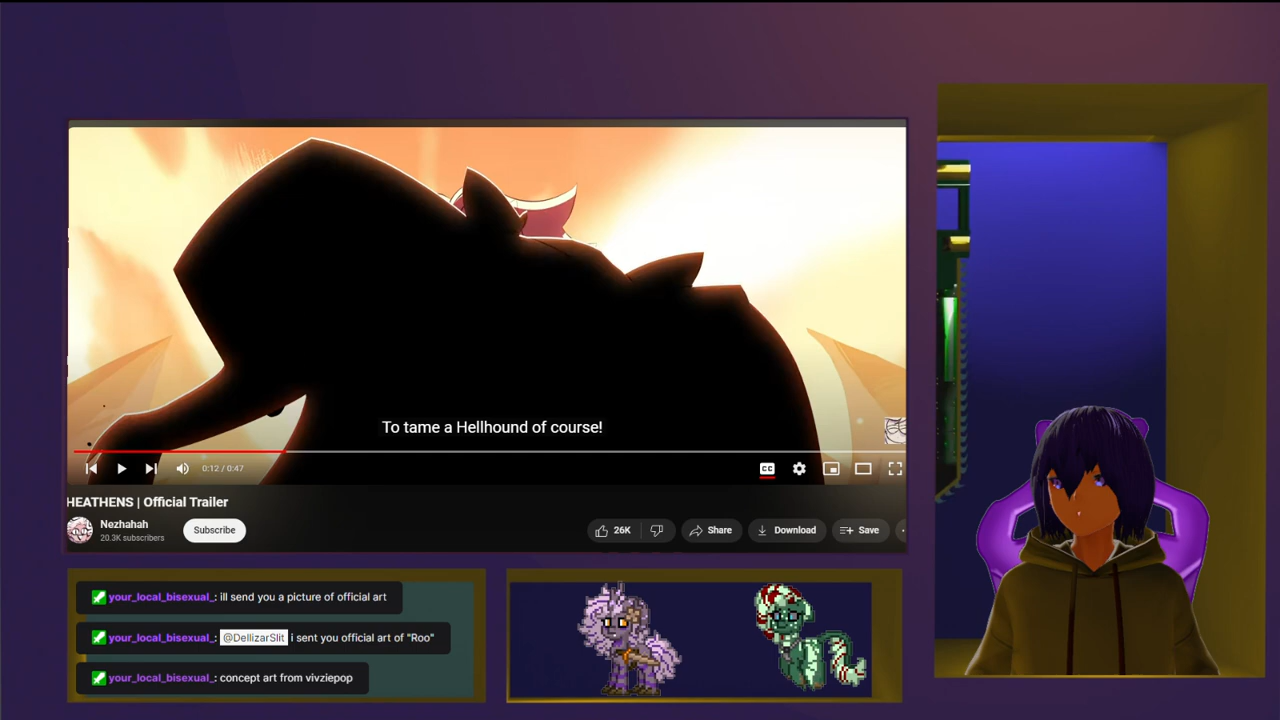 To tame a Hellhound of course!
0:12 / 0:47
CC
HEATHENS | Official Trailer
Nezhahah
20.3K subscribers
Subscribe
26K
Share
Download
Save
your_local_bisexual_: ill send you a picture of official art
your_local_bisexual_: @DellizarSlit i sent you official art of "Roo"
your_local_bisexual_: concept art from vivziepop